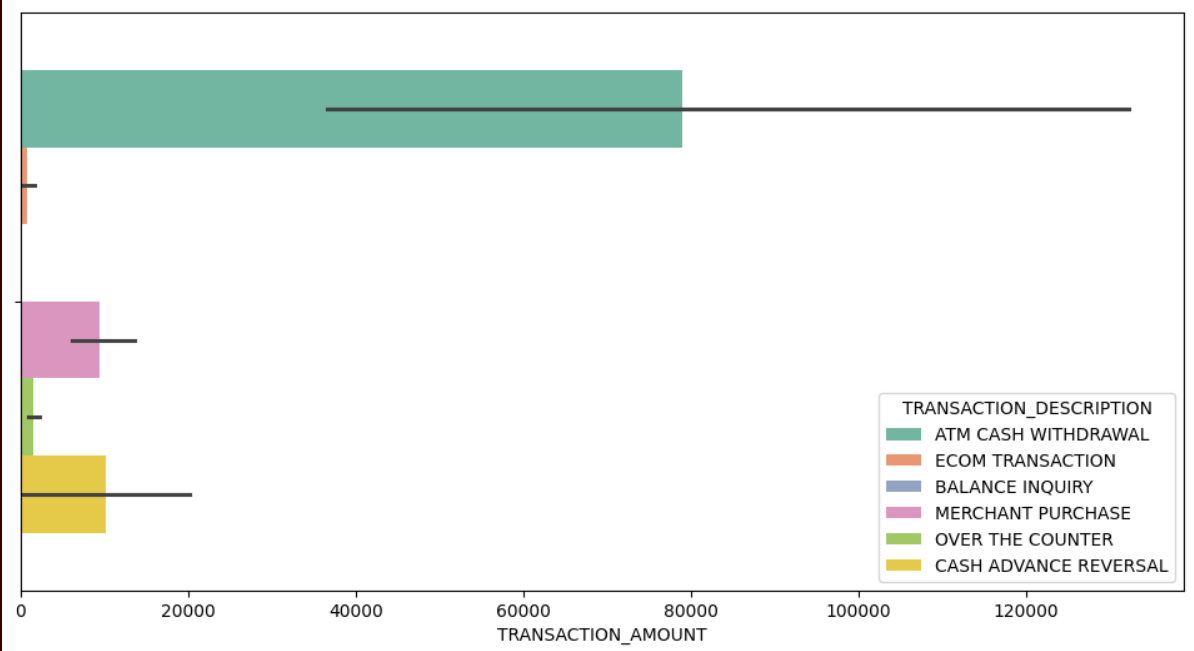 0 20000 40000 60000 80000 100000 120000
TRANSACTION_AMOUNT
TRANSACTION_DESCRIPTION
ATM CASH WITHDRAWAL
ECOM TRANSACTION
BALANCE INQUIRY
MERCHANT PURCHASE
OVER THE COUNTER
CASH ADVANCE REVERSAL